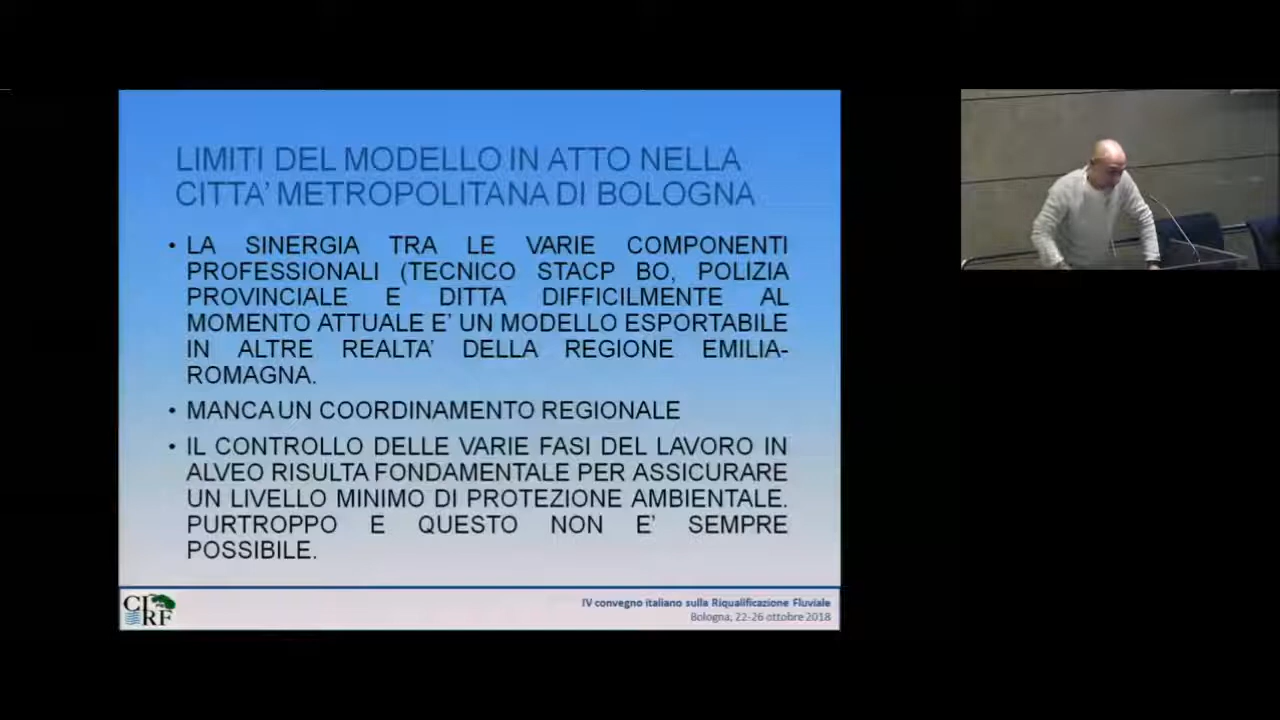 LIMITI DEL MODELLO IN ATTO NELLA
CITTA' METROPOLITANA DI BOLOGNA
• LA SINERGIA TRA LE VARIE COMPONENTI
PROFESSIONALI (TECNICO STACP BO, POLIZIA
PROVINCIALE E DITTA DIFFICILMENTE AL
MOMENTO ATTUALE E' UN MODELLO ESPORTABILE
IN ALTRE REALTA' DELLA REGIONE EMILIA-
ROMAGNA.
• MANCA UN COORDINAMENTO REGIONALE
• IL CONTROLLO DELLE VARIE FASI DEL LAVORO IN
ALVEO RISULTA FONDAMENTALE PER ASSICURARE
UN LIVELLO MINIMO DI PROTEZIONE AMBIENTALE.
PURTROPPO E QUESTO NON E' SEMPRE
POSSIBILE.
CIRF
IV convegno italiano sulla Riqualificazione Fluviale
Bologna, 22-26 ottobre 2018